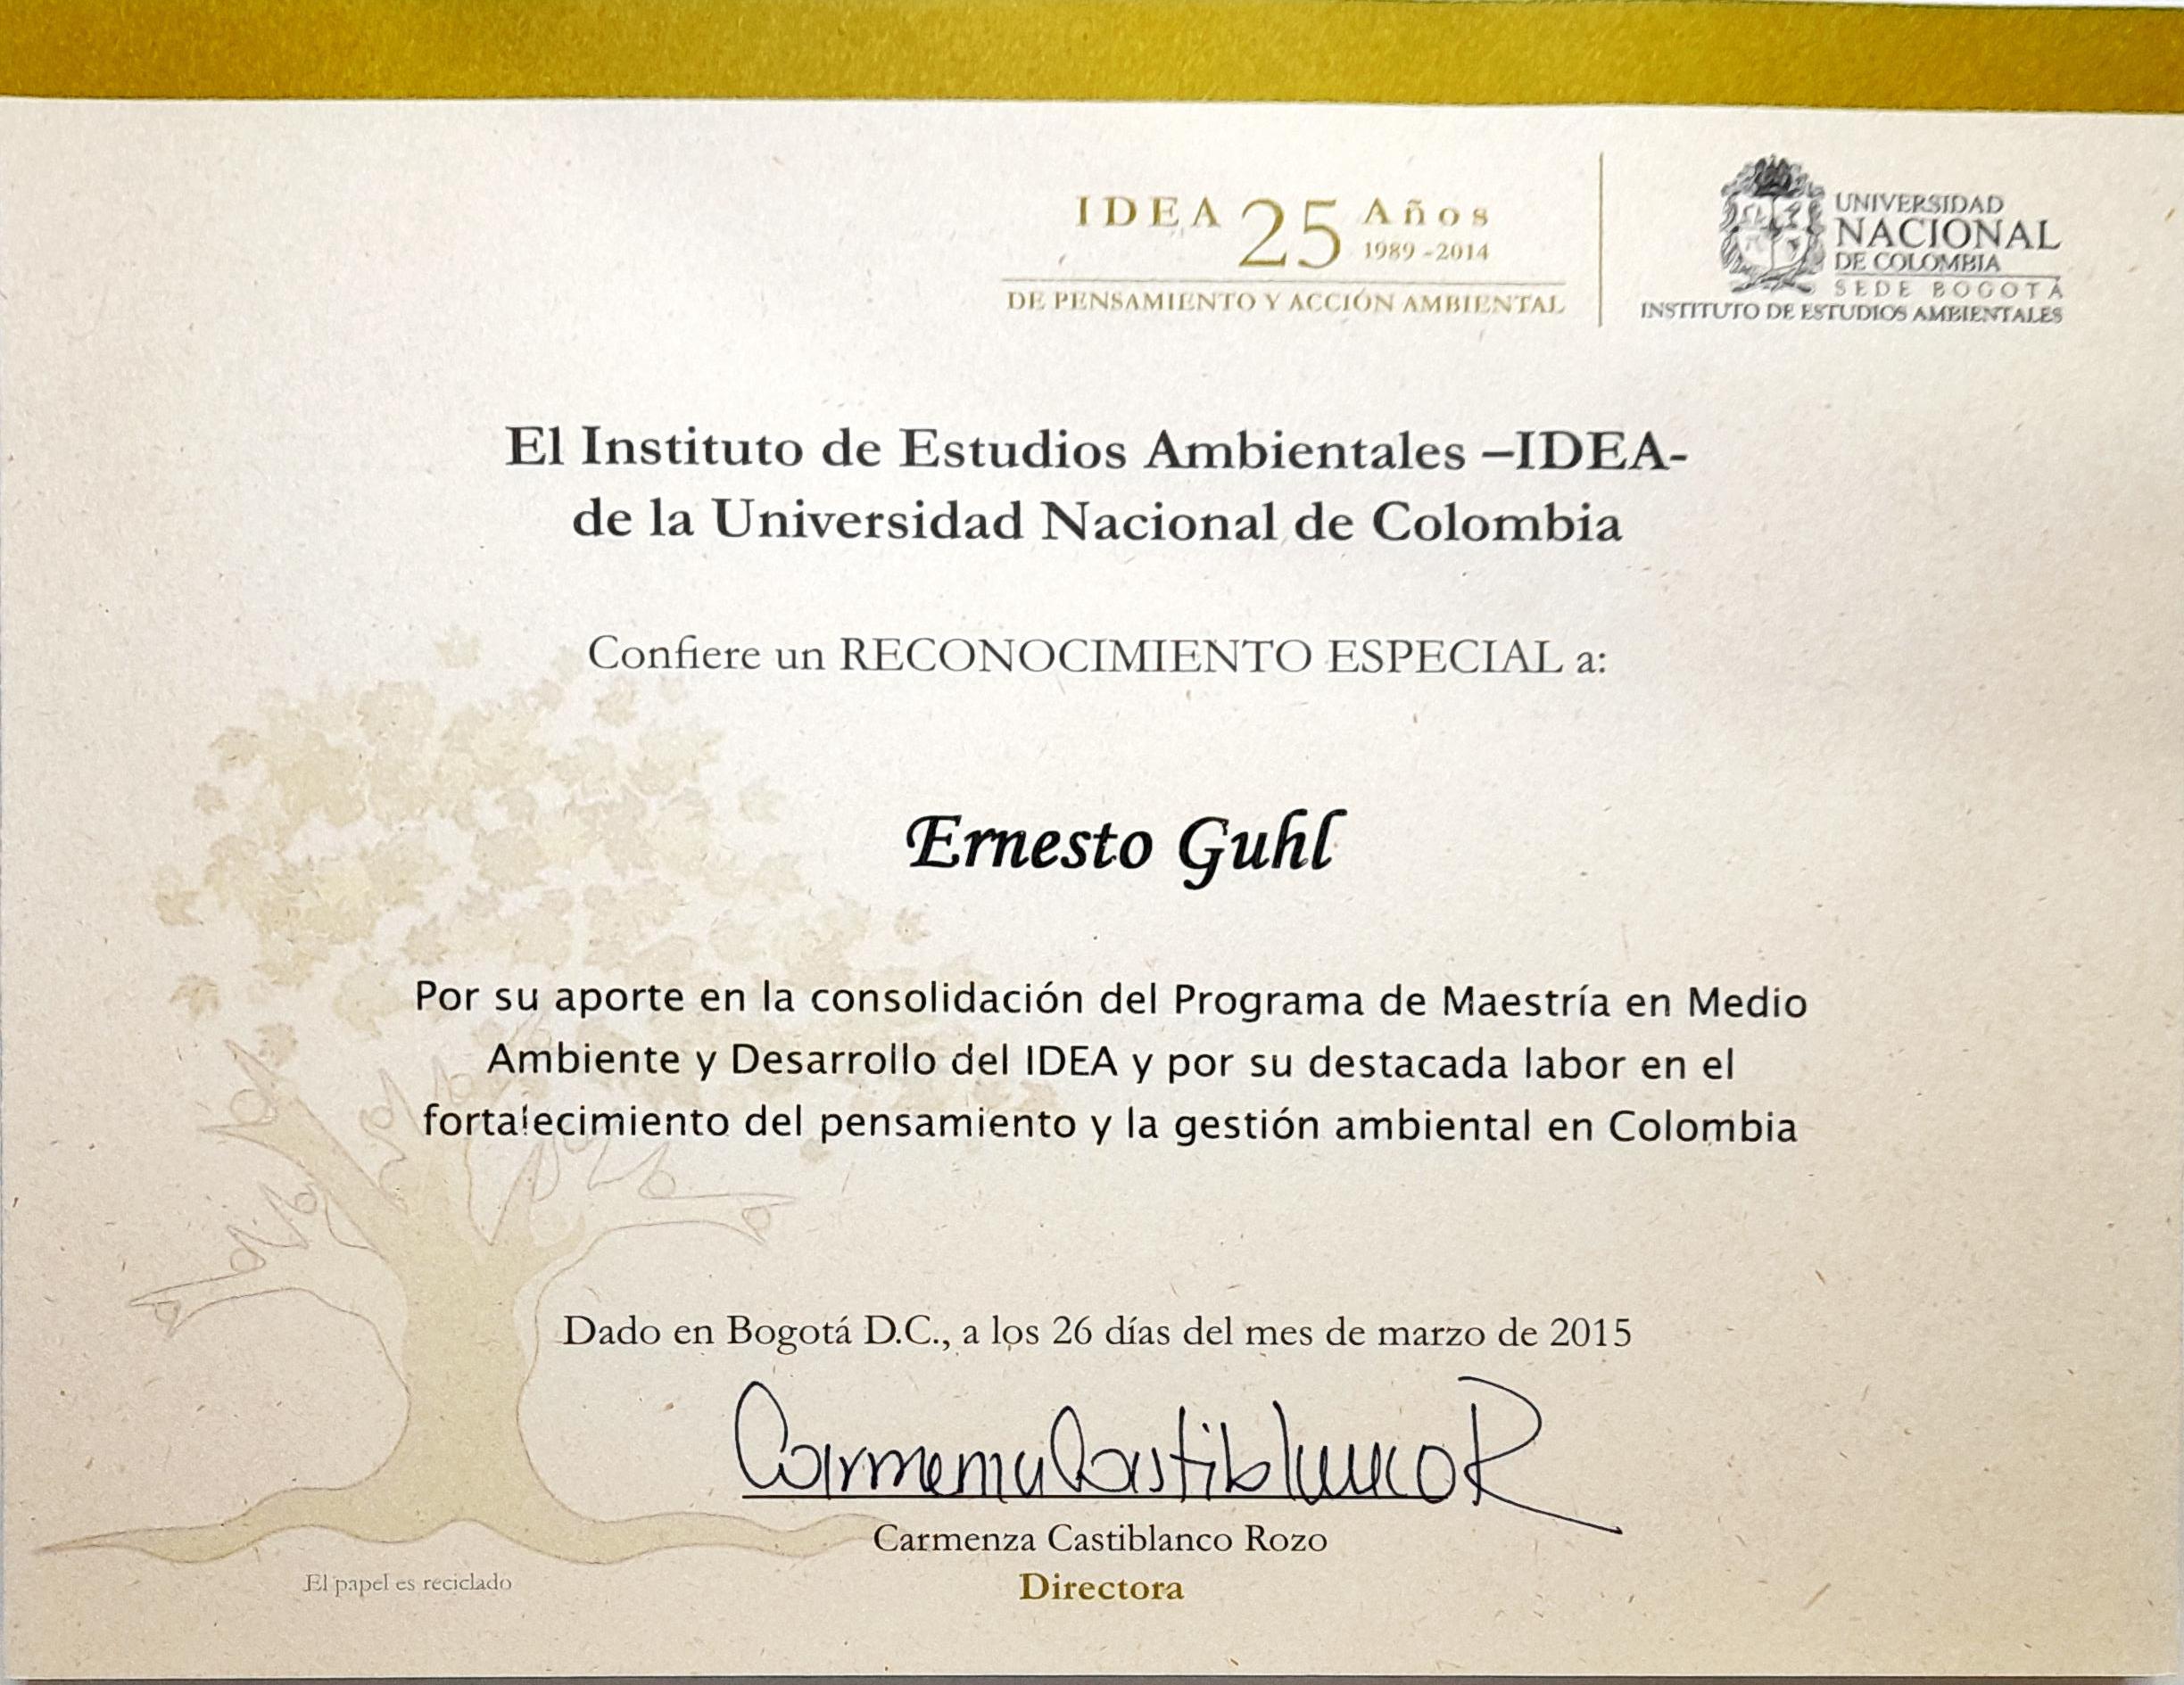 IDEA 25 Años
1989 -2014
DE PENSAMIENTO Y ACCIÓN AMBIENTAL
UNIVERSIDAD
NACIONAL
DE COLOMBIA
SEDE BOGOTÁ
INSTITUTO DE ESTUDIOS AMBIENTALES
El Instituto de Estudios Ambientales –IDEA-
de la Universidad Nacional de Colombia
Confiere un RECONOCIMIENTO ESPECIAL a:
Ernesto Guhl
Por su aporte en la consolidación del Programa de Maestría en Medio
Ambiente y Desarrollo del IDEA y por su destacada labor en el
fortalecimiento del pensamiento y la gestión ambiental en Colombia
Dado en Bogotá D.C., a los 26 días del mes de marzo de 2015
Carmenza Castiblanco R
Carmenza Castiblanco Rozo
Directora
El papel es reciclado